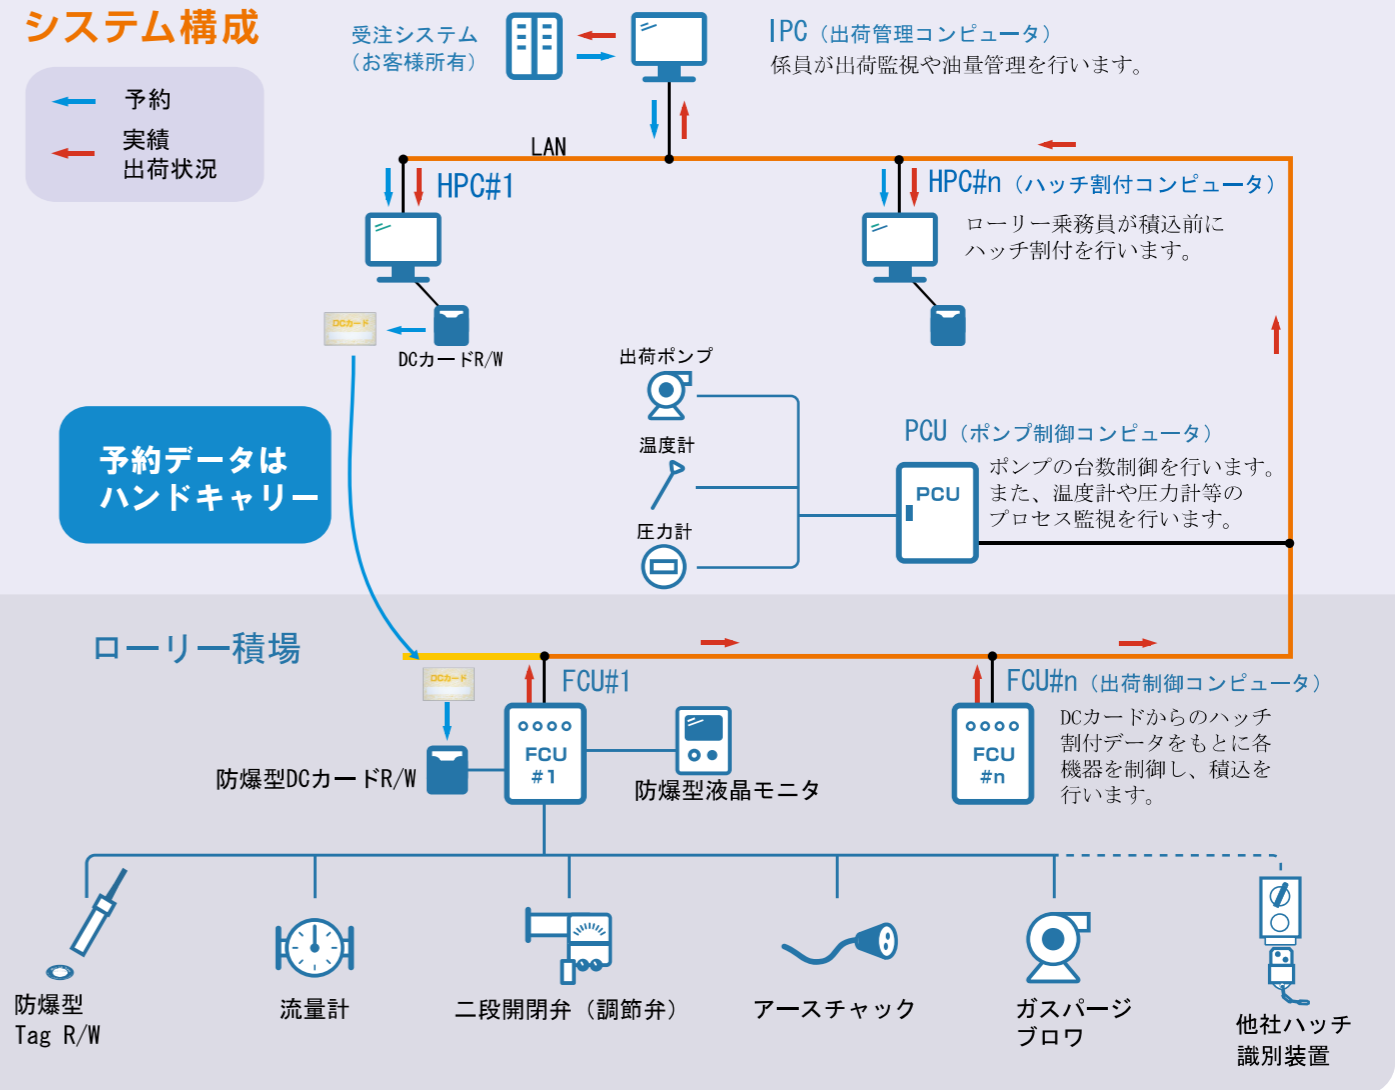 システム構成
予約
実績
出荷状況
受注システム
（お客様所有）
IPC（出荷管理コンピュータ）
係員が出荷監視や油量管理を行います。
LAN
HPC#1
HPC#n（ハッチ割付コンピュータ）
ローリー乗務員が積込前に
ハッチ割付を行います。
DCカード
DCカードR/W
予約データは
ハンドキャリー
出荷ポンプ
温度計
圧力計
PCU（ポンプ制御コンピュータ）
PCU
ポンプの台数制御を行います。
また、温度計や圧力計等の
プロセス監視を行います。
ローリー積場
DCカード
FCU#1
FCU
#1
防爆型DCカードR/W
防爆型液晶モニタ
FCU#n（出荷制御コンピュータ）
FCU
#n
DCカードからのハッチ
割付データをもとに各
機器を制御し、積込を
行います。
防爆型
Tag R/W
流量計
二段開閉弁（調節弁）
アースチャック
ガスパージ
ブロワ
他社ハッチ
識別装置